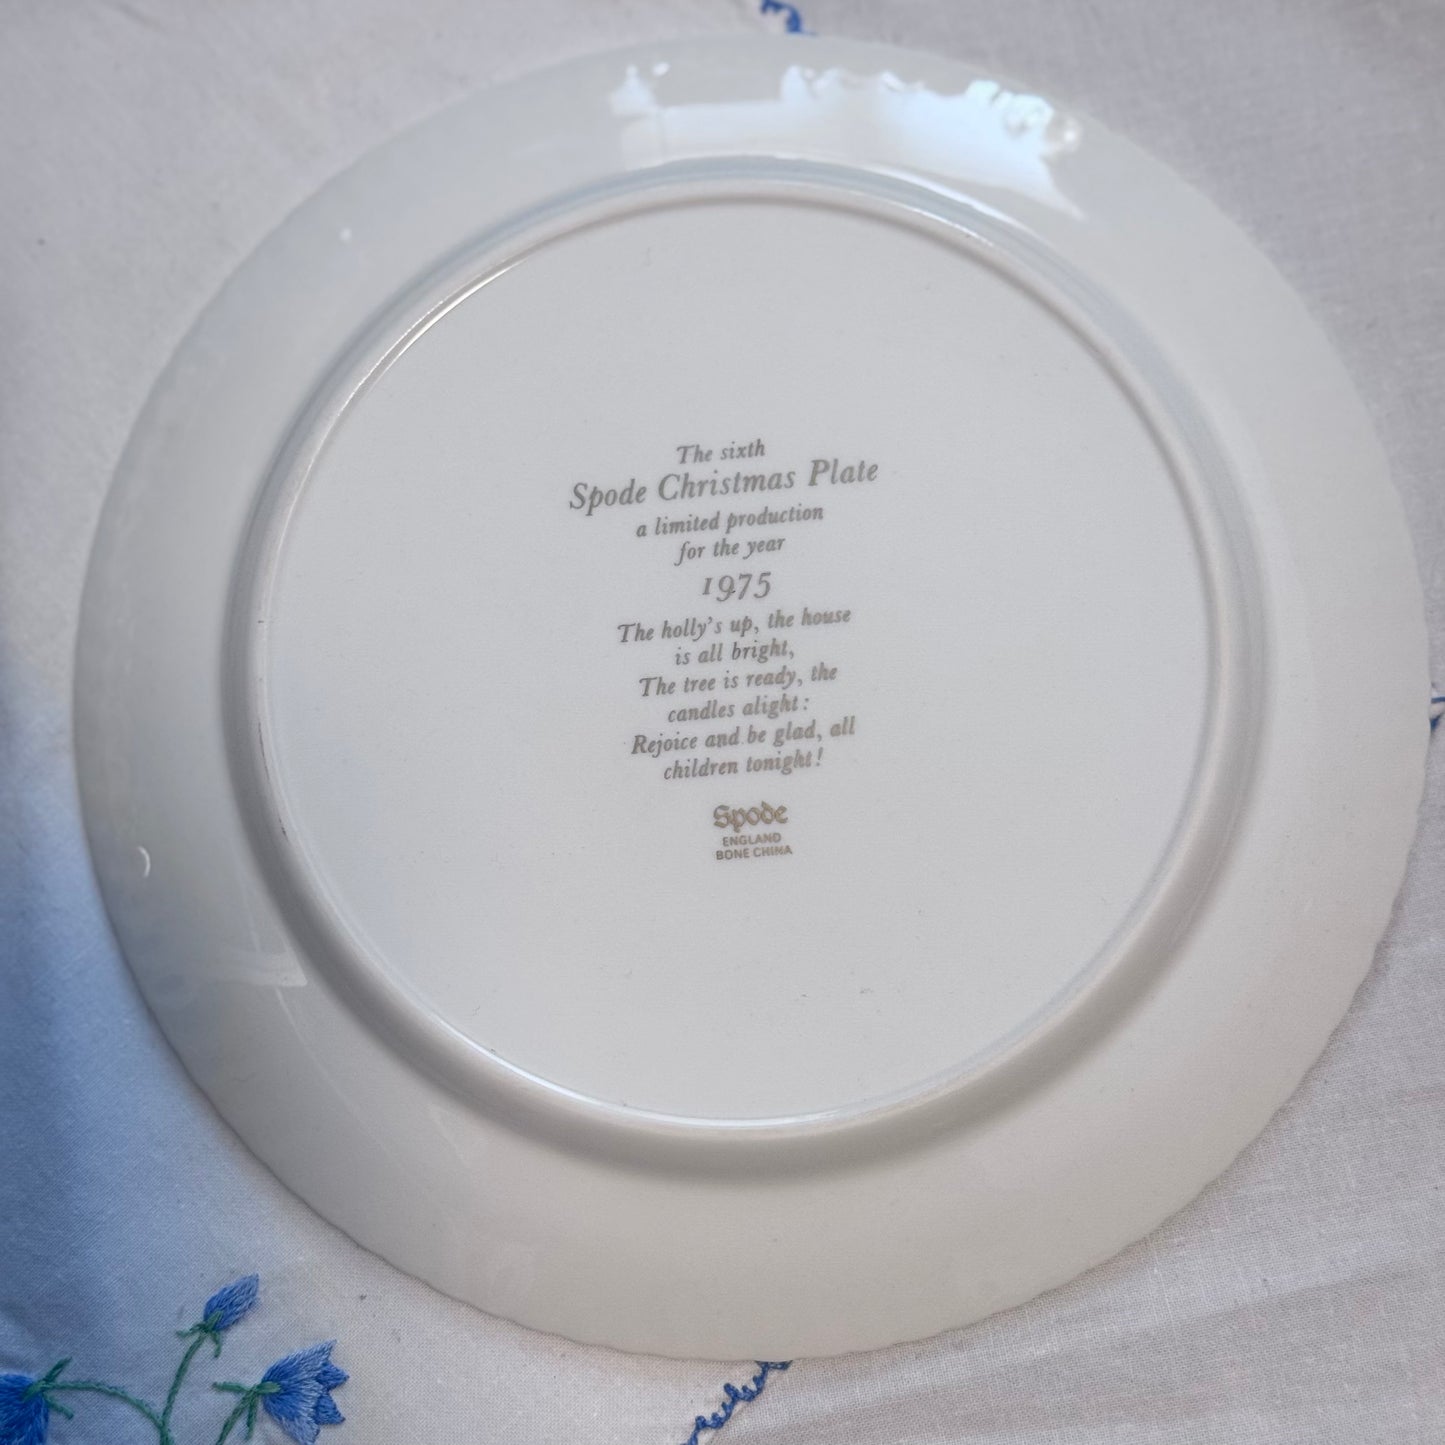 The sixth
Spode Christmas Plate
a limited production
for the year
1975
The holly's up, the house
is all bright,
The tree is ready, the
candles alight:
Rejoice and be glad, all
children tonight!
Spode
ENGLAND
BONE CHINA